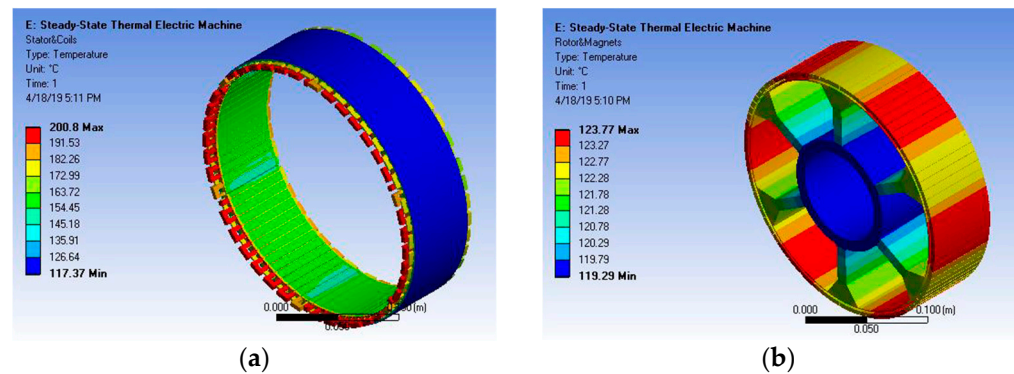 E: Steady-State Thermal Electric Machine
Stator&Coils
Type: Temperature
Unit: °C
Time: 1
4/18/19 5:11 PM
200.8 Max
191.53
182.26
172.99
163.72
154.45
145.18
135.91
126.64
117.37 Min
0.000
(m)
(a)
E: Steady-State Thermal Electric Machine
Rotor&Magnets
Type: Temperature
Unit: °C
Time: 1
4/18/19 5:10 PM
123.77 Max
123.27
122.77
122.28
121.78
121.28
120.78
120.29
119.79
119.29 Min
0.000
0.100 (m)
0.050
(b)